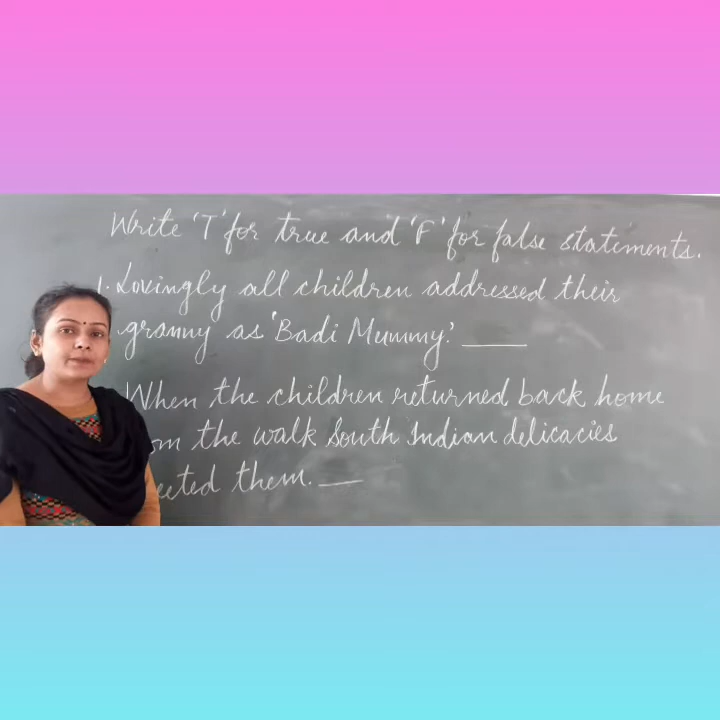 Write 'T' for true and 'F' for false statements.
1. Lovingly all children addressed their
granny as 'Badi Mummy.' ____
When the children returned back home
om the walk South Indian delicacies
eeted them. ___